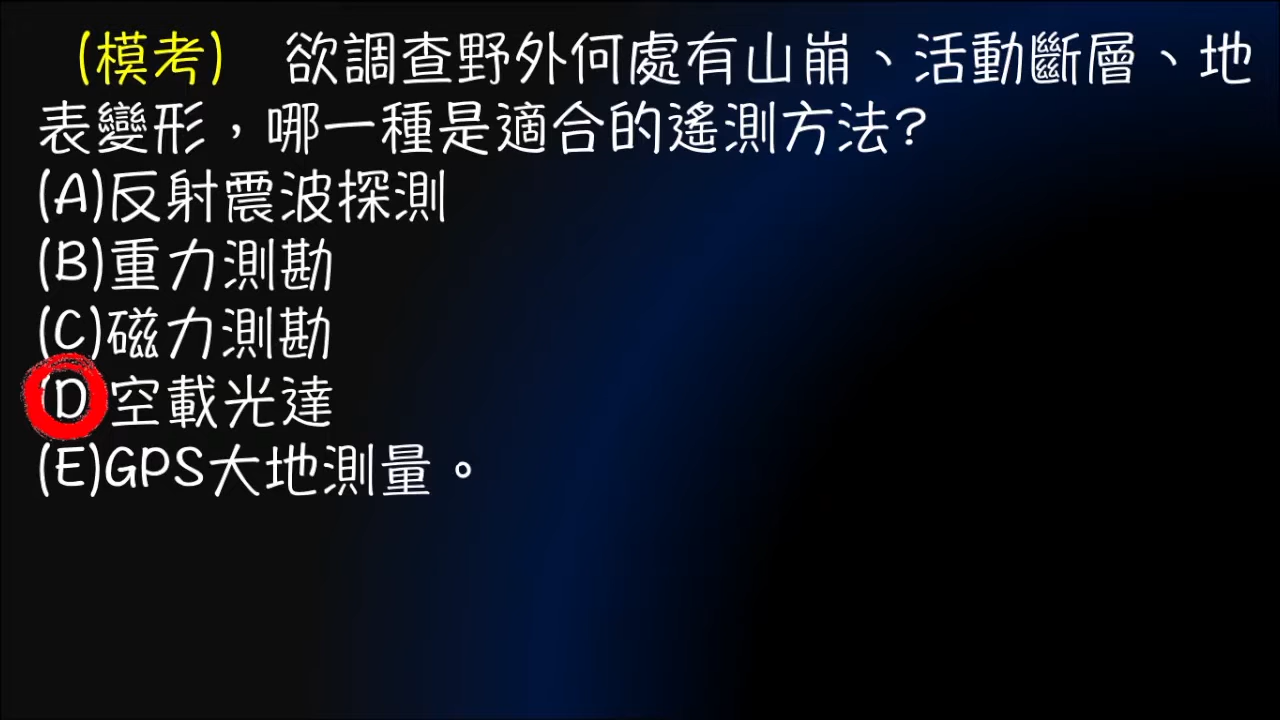 (模考) 欲調查野外何處有山崩、活動斷層、地
表變形，哪一種是適合的遙測方法?
(A)反射震波探測
(B)重力測勘
(C)磁力測勘
(D)空載光達
(E)GPS大地測量。